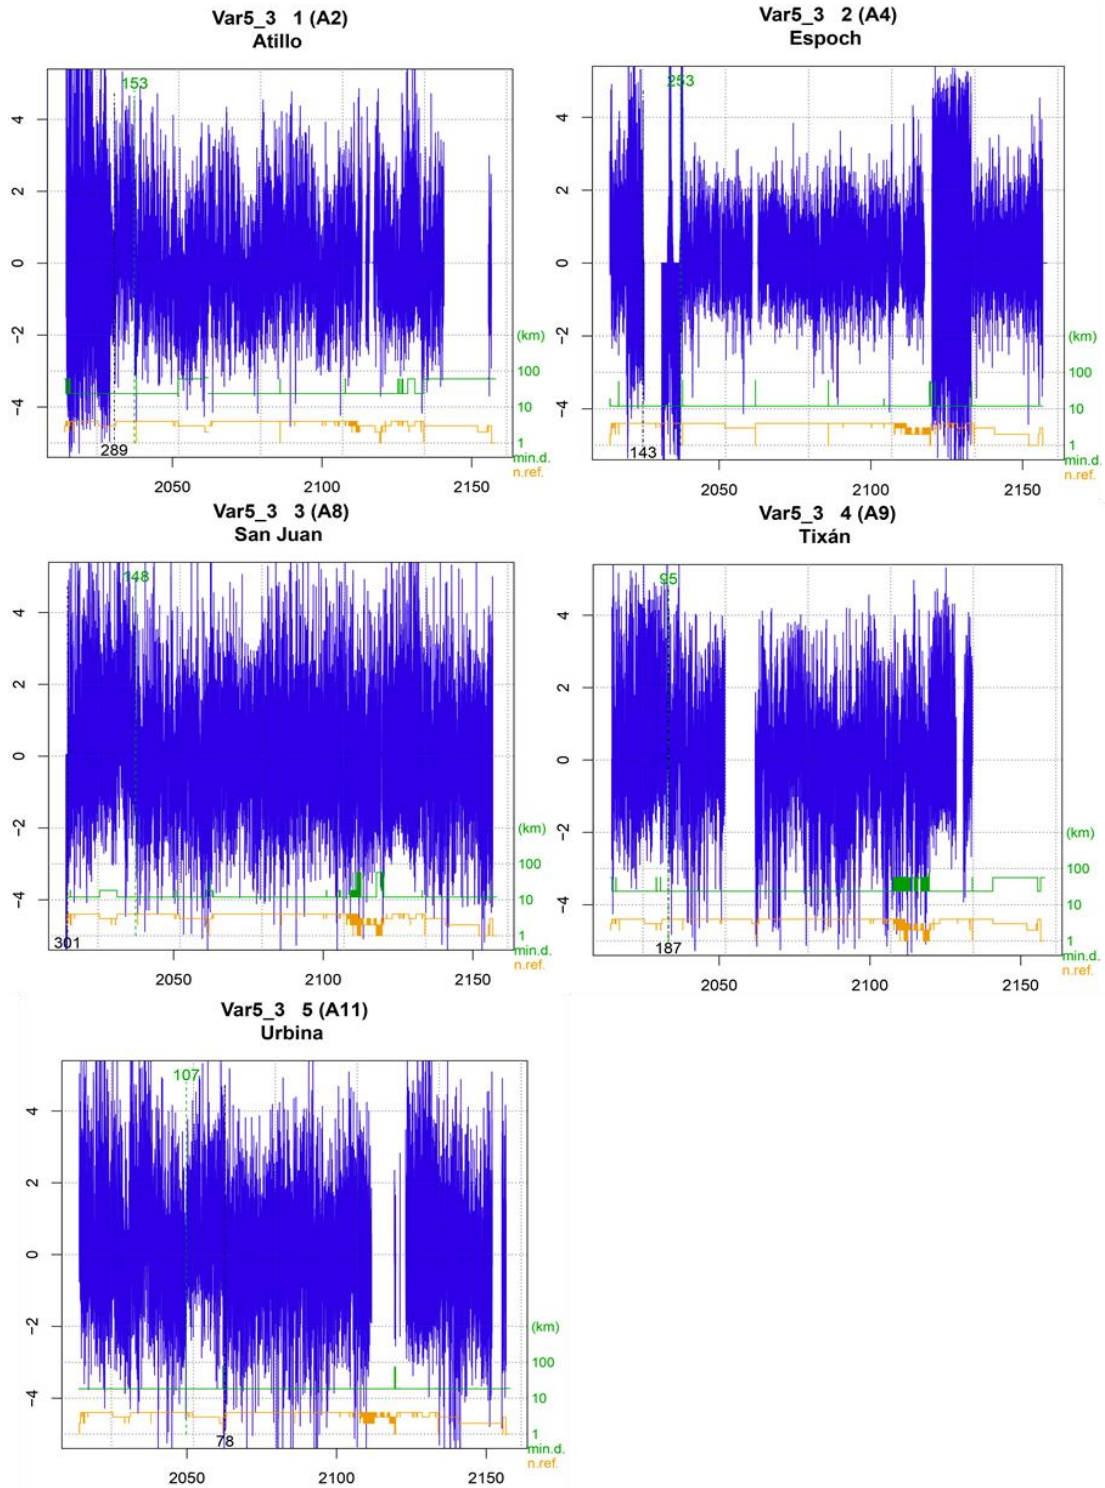 Var5_3 1 (A2)
Atillo
153
4
2
0
−2
−4
(km)
100
10
1
min.d.
n.ref.
289
2050 2100 2150
Var5_3 2 (A4)
Espoch
253
4
2
0
−2
−4
(km)
100
10
1
min.d.
n.ref.
143
2050 2100 2150
Var5_3 3 (A8)
San Juan
148
4
2
0
−2
−4
(km)
100
10
1
min.d.
n.ref.
301
2050 2100 2150
Var5_3 4 (A9)
Tixán
95
4
2
0
−2
−4
(km)
100
10
1
min.d.
n.ref.
187
2050 2100 2150
Var5_3 5 (A11)
Urbina
107
4
2
0
−2
−4
(km)
100
10
1
min.d.
n.ref.
78
2050 2100 2150